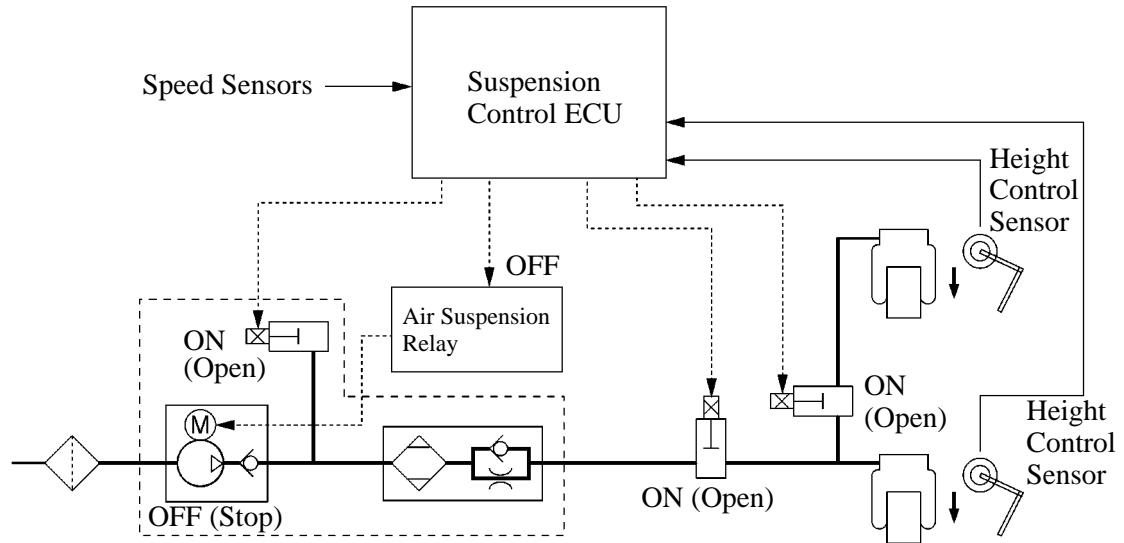 Speed Sensors
Suspension
Control ECU
Height
Control
Sensor
OFF
Air Suspension
Relay
ON
(Open)
M
OFF (Stop)
ON (Open)
ON
(Open)
Height
Control
Sensor